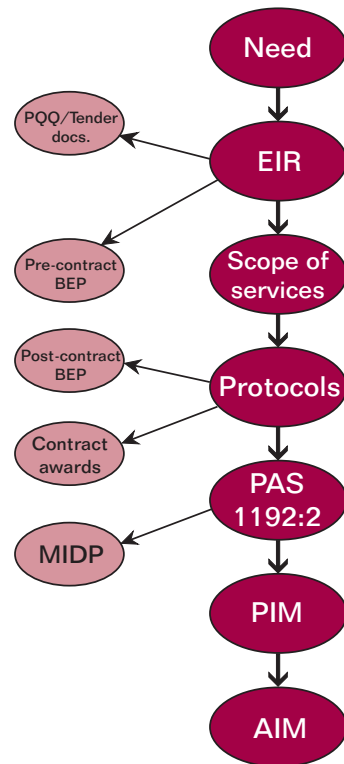 Need
PQQ/Tender
docs.
EIR
Pre-contract
BEP
Scope of
services
Post-contract
BEP
Protocols
Contract
awards
PAS
1192:2
MIDP
PIM
AIM